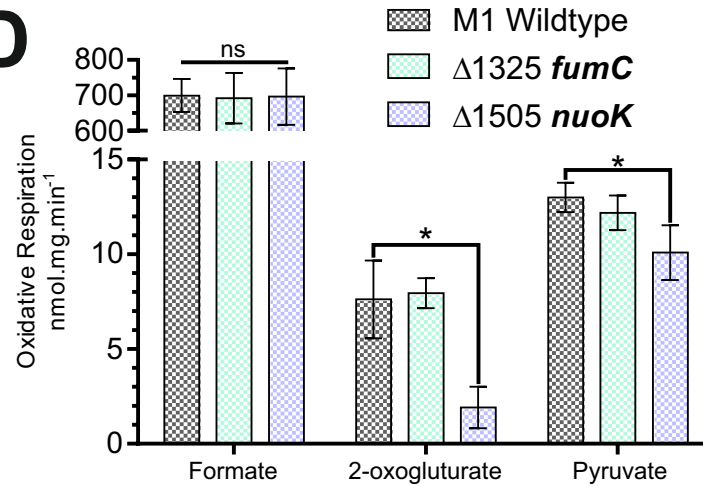 D
M1 Wildtype
Δ1325 fumC
Δ1505 nuoK
Oxidative Respiration
nmol.mg.min-1
800
700
600
15
10
5
0
ns
*
*
Formate
2-oxogluturate
Pyruvate